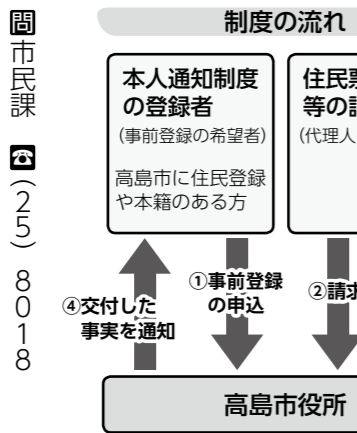 問 市民課 ☎(25)8018
制度の流れ
本人通知制度
の登録者
(事前登録の希望者)
高島市に住民登録
や本籍のある方
住民票
等の
(代理人
④交付した
事実を通知
①事前登録
の申込
②請求
高島市役所